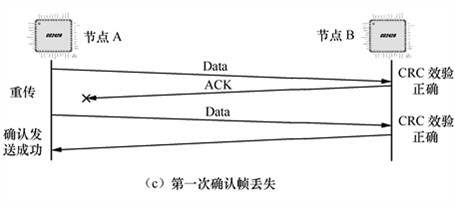 节点 A
节点 B
Data
CRC 效验
正确
ACK
重传
Data
CRC 效验
正确
确认发
送成功
（c）第一次确认帧丢失